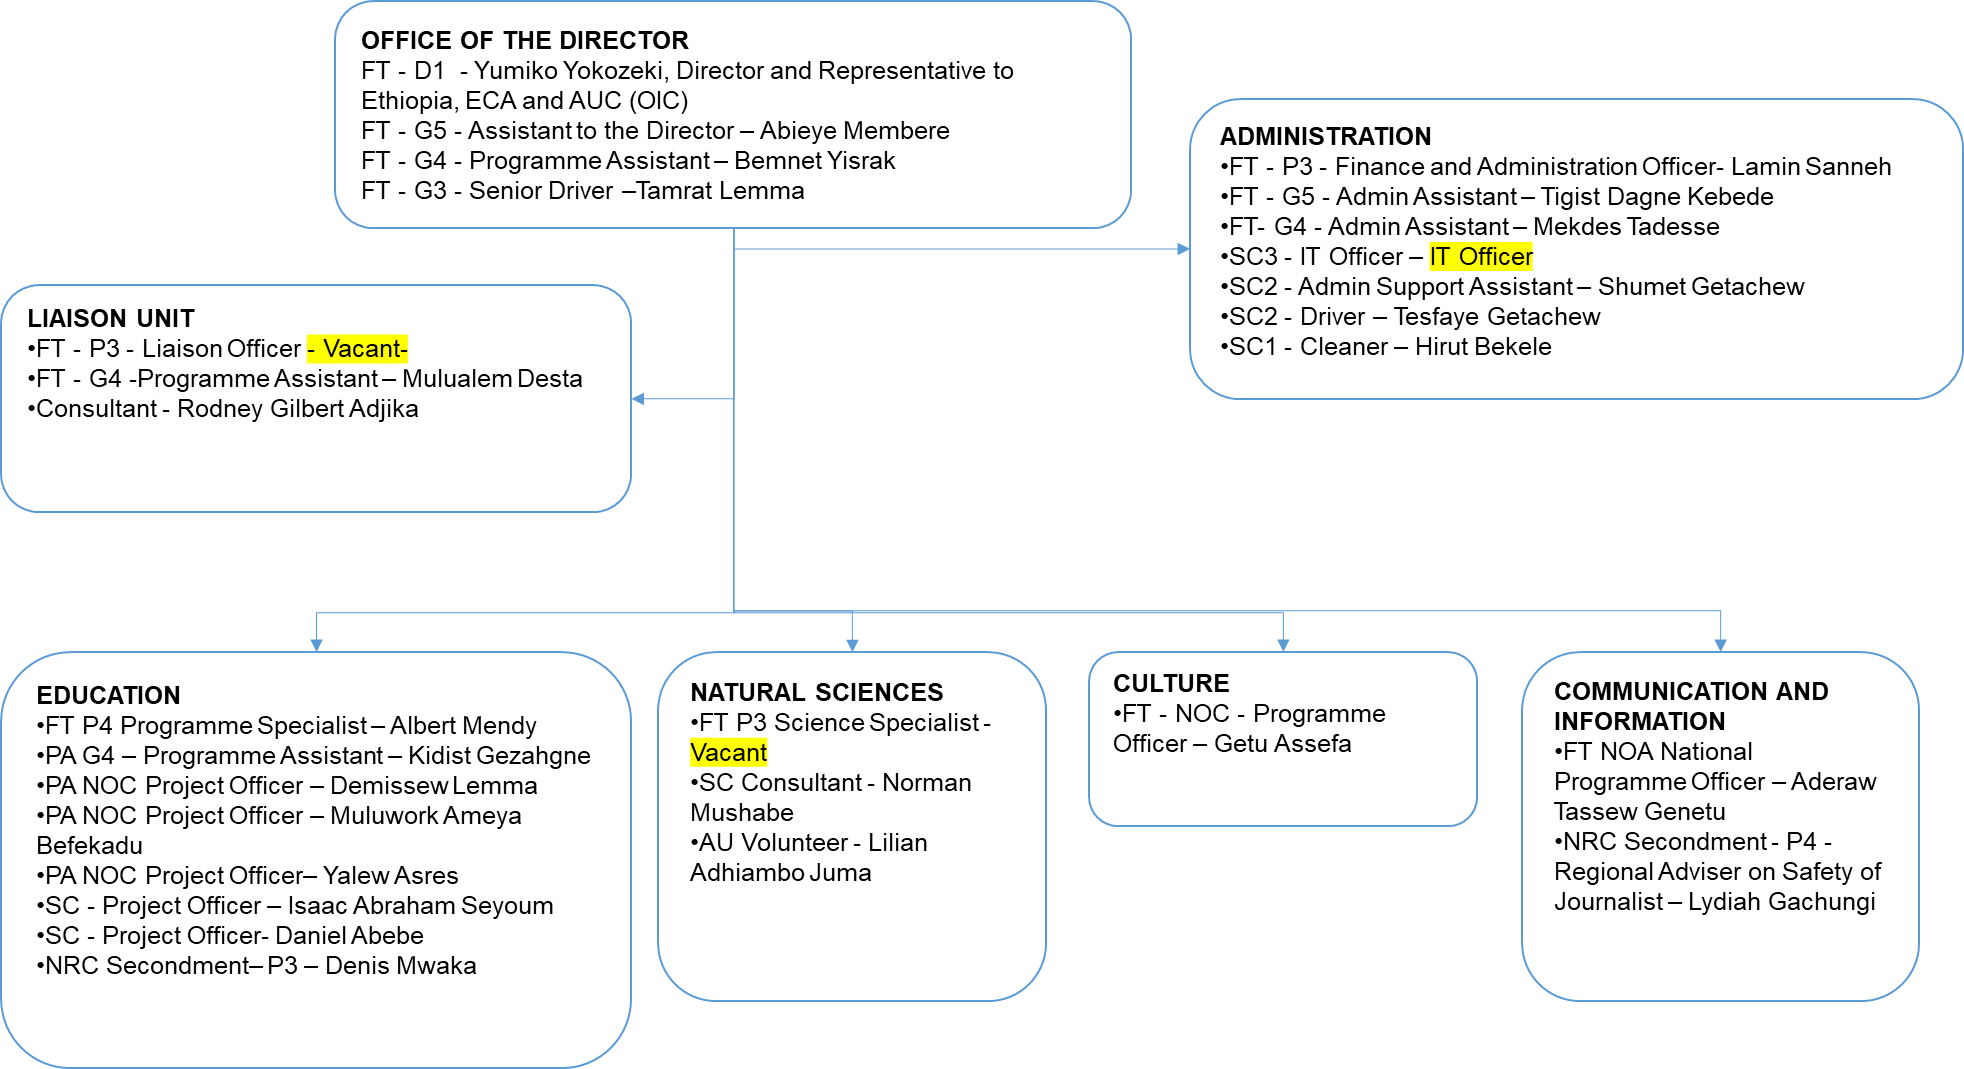 OFFICE OF THE DIRECTOR
FT - D1 - Yumiko Yokozeki, Director and Representative to
Ethiopia, ECA and AUC (OIC)
FT - G5 - Assistant to the Director – Abieye Membere
FT - G4 - Programme Assistant – Bemnet Yisrak
FT - G3 - Senior Driver –Tamrat Lemma
ADMINISTRATION
•FT - P3 - Finance and Administration Officer- Lamin Sanneh
•FT - G5 - Admin Assistant – Tigist Dagne Kebede
•FT- G4 - Admin Assistant – Mekdes Tadesse
•SC3 - IT Officer – IT Officer
•SC2 - Admin Support Assistant – Shumet Getachew
•SC2 - Driver – Tesfaye Getachew
•SC1 - Cleaner – Hirut Bekele
LIAISON UNIT
•FT - P3 - Liaison Officer - Vacant-
•FT - G4 -Programme Assistant – Mulualem Desta
•Consultant - Rodney Gilbert Adjika
EDUCATION
•FT P4 Programme Specialist – Albert Mendy
•PA G4 – Programme Assistant – Kidist Gezahgne
•PA NOC Project Officer – Demissew Lemma
•PA NOC Project Officer – Muluwork Ameya
Befekadu
•PA NOC Project Officer– Yalew Asres
•SC - Project Officer – Isaac Abraham Seyoum
•SC - Project Officer- Daniel Abebe
•NRC Secondment– P3 – Denis Mwaka
NATURAL SCIENCES
•FT P3 Science Specialist -
Vacant
•SC Consultant - Norman
Mushabe
•AU Volunteer - Lilian
Adhiambo Juma
CULTURE
•FT - NOC - Programme
Officer – Getu Assefa
COMMUNICATION AND
INFORMATION
•FT NOA National
Programme Officer – Aderaw
Tassew Genetu
•NRC Secondment - P4 -
Regional Adviser on Safety of
Journalist – Lydiah Gachungi